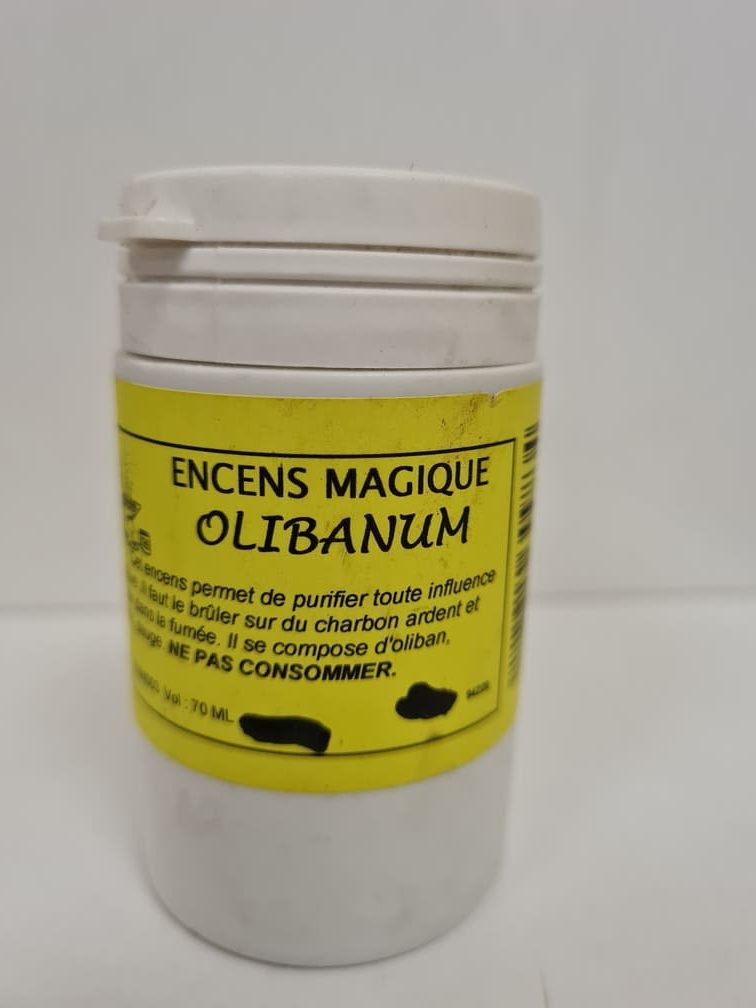 ENCENS MAGIQUE
OLIBANUM
encens permet de purifier toute influence
il faut le brûler sur du charbon ardent et
la fumée. Il se compose d'oliban,
NE PAS CONSOMMER.
Vol : 70 ML